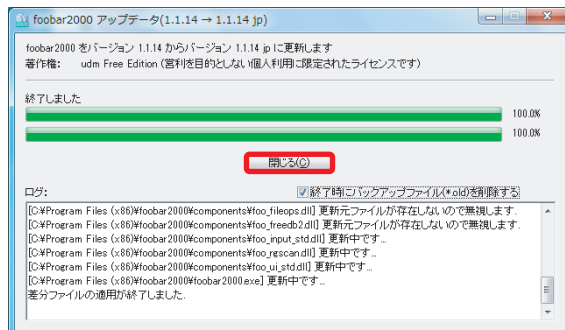 foobar2000 アップデータ(1.1.14 → 1.1.14 jp)
foobar2000 をバージョン 1.1.14 からバージョン 1.1.14 jp に更新します
著作権: udm Free Edition (営利を目的としない個人利用に限定されたライセンスです)
終了しました
100.0%
100.0%
閉じる(C)
ログ: 終了時にバックアップファイル(*.old)を削除する
[C:¥Program Files (x86)¥foobar2000¥components¥foo_fileops.dll] 更新元ファイルが存在しないので無視します.
[C:¥Program Files (x86)¥foobar2000¥components¥foo_freedb2.dll] 更新元ファイルが存在しないので無視します.
[C:¥Program Files (x86)¥foobar2000¥components¥foo_input_std.dll] 更新中です...
[C:¥Program Files (x86)¥foobar2000¥components¥foo_rgscan.dll] 更新中です...
[C:¥Program Files (x86)¥foobar2000¥components¥foo_ui_std.dll] 更新中です...
[C:¥Program Files (x86)¥foobar2000¥foobar2000.exe] 更新中です...
差分ファイルの適用が終了しました.